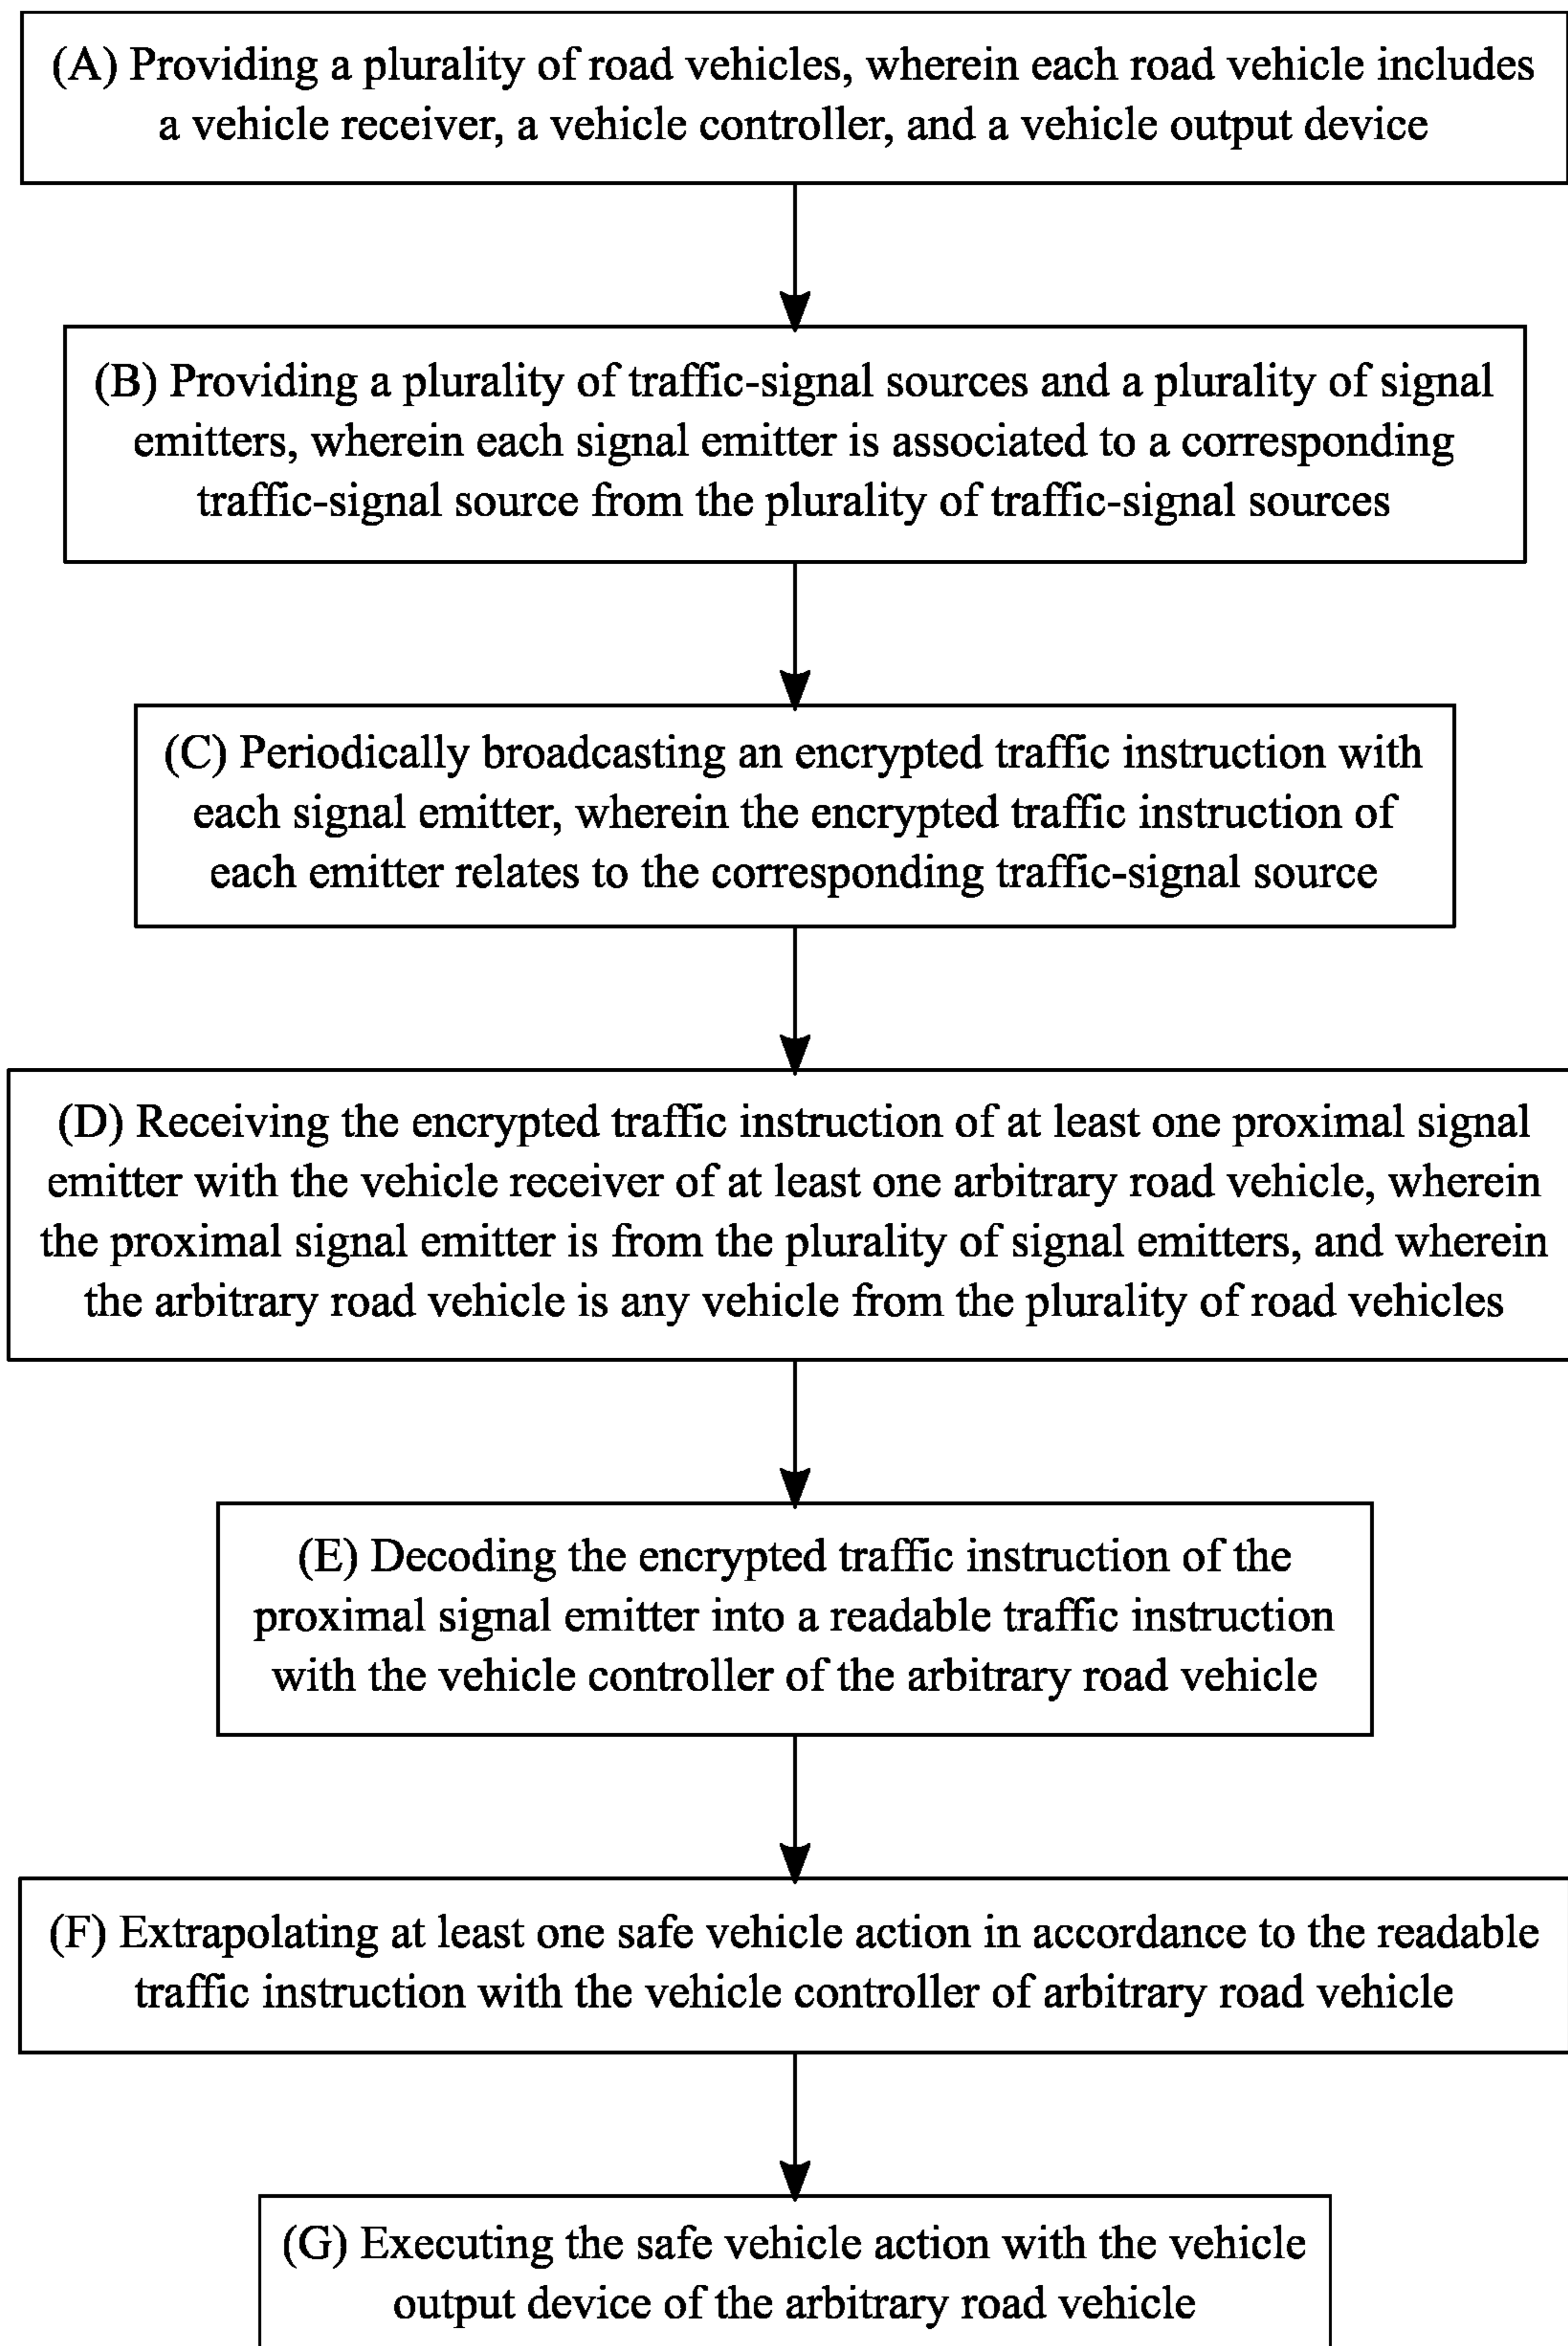 (A) Providing a plurality of road vehicles, wherein each road vehicle includes
a vehicle receiver, a vehicle controller, and a vehicle output device
(B) Providing a plurality of traffic-signal sources and a plurality of signal
emitters, wherein each signal emitter is associated to a corresponding
traffic-signal source from the plurality of traffic-signal sources
(C) Periodically broadcasting an encrypted traffic instruction with
each signal emitter, wherein the encrypted traffic instruction of
each emitter relates to the corresponding traffic-signal source
(D) Receiving the encrypted traffic instruction of at least one proximal signal
emitter with the vehicle receiver of at least one arbitrary road vehicle, wherein
the proximal signal emitter is from the plurality of signal emitters, and wherein
the arbitrary road vehicle is any vehicle from the plurality of road vehicles
(E) Decoding the encrypted traffic instruction of the
proximal signal emitter into a readable traffic instruction
with the vehicle controller of the arbitrary road vehicle
(F) Extrapolating at least one safe vehicle action in accordance to the readable
traffic instruction with the vehicle controller of arbitrary road vehicle
(G) Executing the safe vehicle action with the vehicle
output device of the arbitrary road vehicle